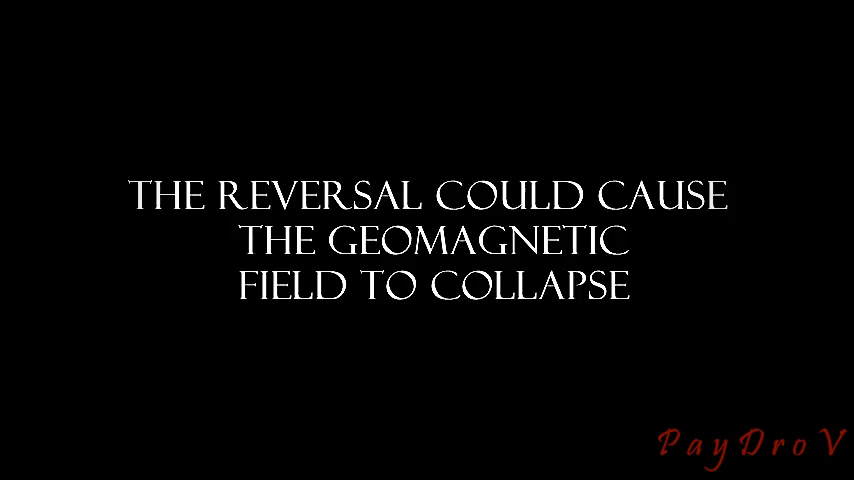 THE REVERSAL COULD CAUSE
THE GEOMAGNETIC
FIELD TO COLLAPSE
PayDroV